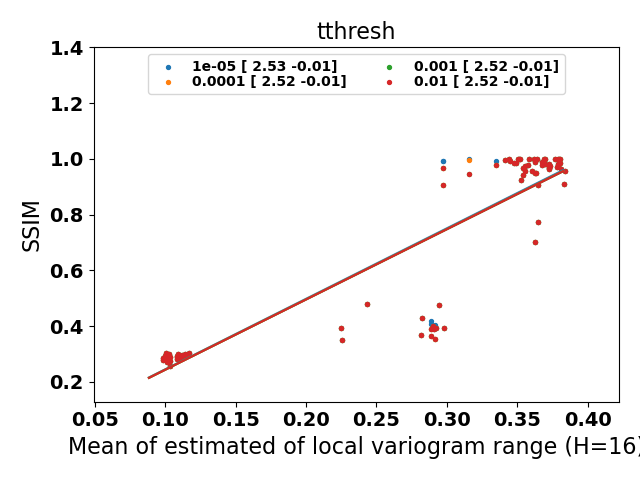 tthresh
1e-05 [ 2.53 -0.01]
0.0001 [ 2.52 -0.01]
0.001 [ 2.52 -0.01]
0.01 [ 2.52 -0.01]
SSIM
1.4
1.2
1.0
0.8
0.6
0.4
0.2
0.05 0.10 0.15 0.20 0.25 0.30 0.35 0.40
Mean of estimated of local variogram range (H=16)